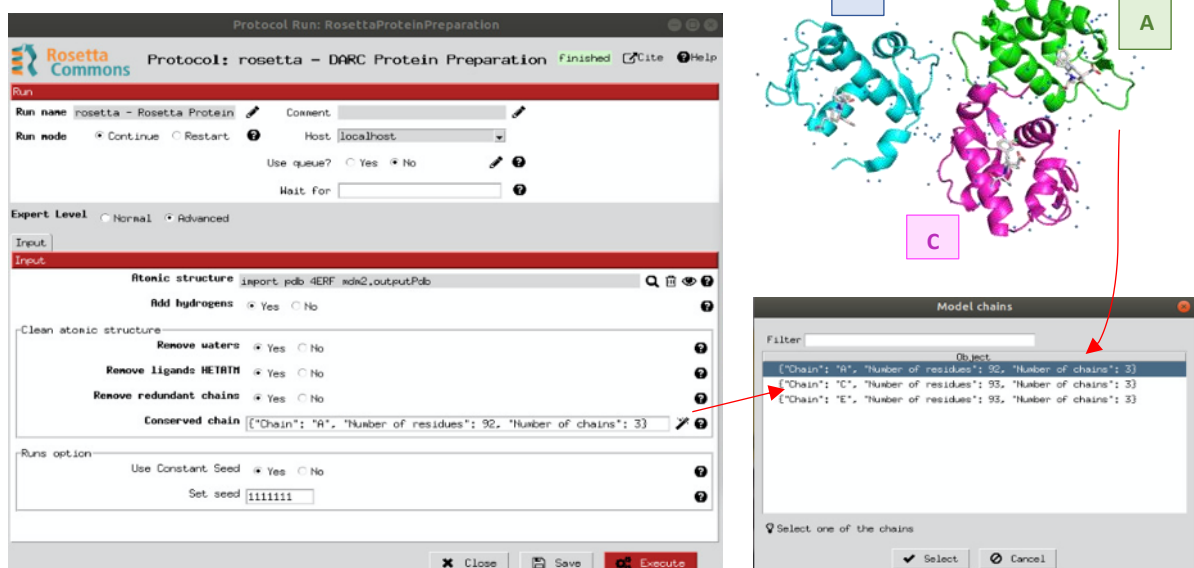 Protocol Run: RosettaProteinPreparation
Rosetta Commons
Protocol: rosetta - DARC Protein Preparation finished Cite Help
Run
Run name rosetta - Rosetta Protein Comment
Run mode Continue Restart Host localhost
Use queue? Yes No
Wait for
Expert Level Normal Advanced
Input
Input
Atomic structure import pdb 4ERF mdm2.outputPdb
Add hydrogens Yes No
Clean atomic structure
Remove waters Yes No
Remove ligands HETATM Yes No
Remove redundant chains Yes No
Conserved chain {"Chain": "A", "Number of residues": 92, "Number of chains": 3}
Runs option
Use Constant Seed Yes No
Set seed 1111111
Close Save Execute
A
C
Model chains
Filter
Object
{"Chain": "A", "Number of residues": 92, "Number of chains": 3}
{"Chain": "C", "Number of residues": 93, "Number of chains": 3}
{"Chain": "E", "Number of residues": 93, "Number of chains": 3}
Select one of the chains
Select Cancel